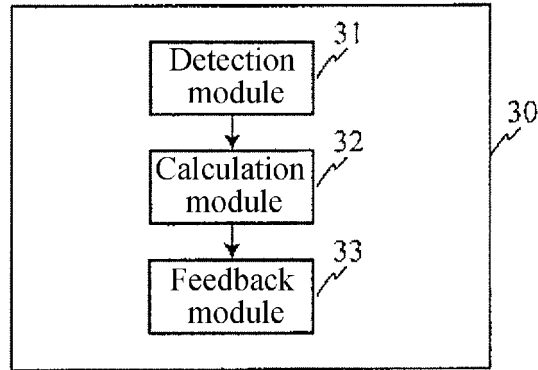 31
Detection
module
30
32
Calculation
module
33
Feedback
module